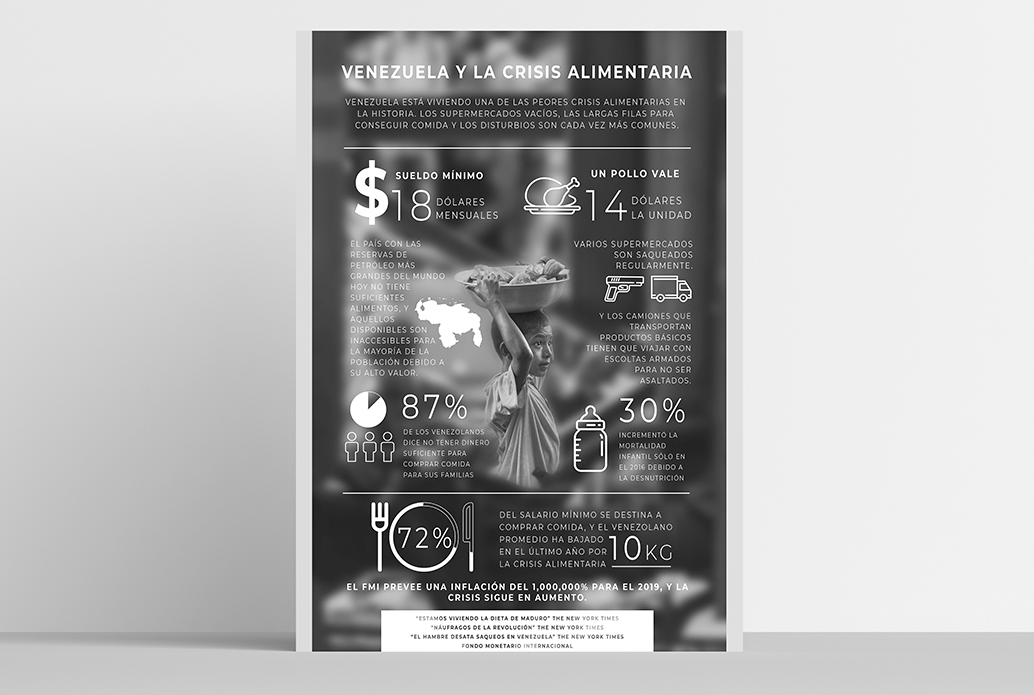 VENEZUELA Y LA CRISIS ALIMENTARIA
VENEZUELA ESTÁ VIVIENDO UNA DE LAS PEORES CRISIS ALIMENTARIAS EN
LA HISTORIA. LOS SUPERMERCADOS VACÍOS, LAS LARGAS FILAS PARA
CONSEGUIR COMIDA Y LOS DISTURBIOS SON CADA VEZ MÁS COMUNES.
$
SUELDO MÍNIMO
18
DÓLARES
MENSUALES
UN POLLO VALE
14
DÓLARES
LA UNIDAD
EL PAÍS CON LAS
RESERVAS DE
PETRÓLEO MÁS
GRANDES DEL MUNDO
HOY NO TIENE
SUFICIENTES
ALIMENTOS, Y
AQUELLOS
DISPONIBLES SON
INACCESIBLES PARA
LA MAYORÍA DE LA
POBLACIÓN DEBIDO A
SU ALTO VALOR.
VARIOS SUPERMERCADOS
SON SAQUEADOS
REGULARMENTE.
Y LOS CAMIONES QUE
TRANSPORTAN
PRODUCTOS BÁSICOS
TIENEN QUE VIAJAR CON
ESCOLTAS ARMADOS
PARA NO SER
ASALTADOS.
87%
DE LOS VENEZOLANOS
DICE NO TENER DINERO
SUFICIENTE PARA
COMPRAR COMIDA
PARA SUS FAMILIAS
30%
INCREMENTÓ LA
MORTALIDAD
INFANTIL SÓLO EN
EL 2016 DEBIDO A
LA DESNUTRICIÓN
72%
DEL SALARIO MÍNIMO SE DESTINA A
COMPRAR COMIDA, Y EL VENEZOLANO
PROMEDIO HA BAJADO
EN EL ÚLTIMO AÑO POR
LA CRISIS ALIMENTARIA
10KG
EL FMI PREVEE UNA INFLACIÓN DEL 1,000,000% PARA EL 2019, Y LA
CRISIS SIGUE EN AUMENTO.
"ESTAMOS VIVIENDO LA DIETA DE MADURO" THE NEW YORK TIMES
"NÁUFRAGOS DE LA REVOLUCIÓN" THE NEW YORK TIMES
"EL HAMBRE DESATA SAQUEOS EN VENEZUELA" THE NEW YORK TIMES
FONDO MONETARIO INTERNACIONAL